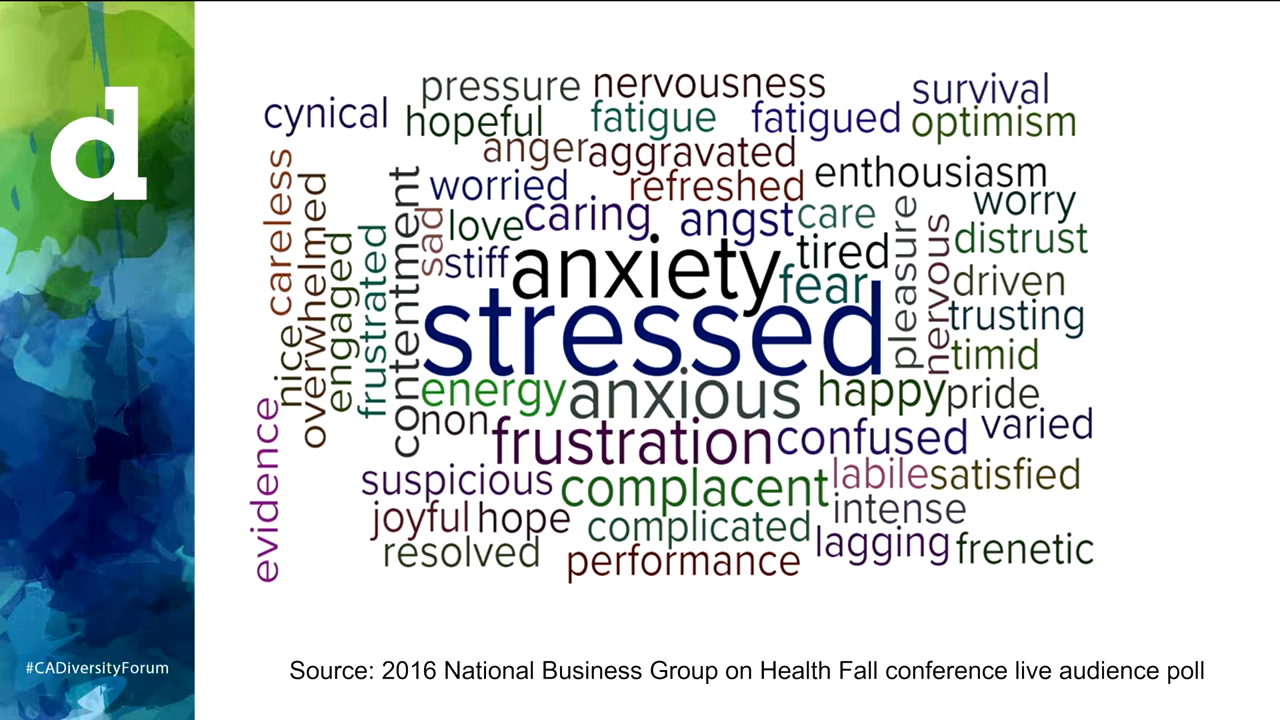 d
pressure nervousness survival
cynical hopeful fatigue fatigued optimism
anger aggravated
worried refreshed enthousiasm
careless overwhelmed contentment sad love caring angst care pleasure worry
engaged frustrated stiff anxiety tired nervous distrust
fear driven
nice stressed trusting
timid
energy anxious happy pride
non frustration confused varied
evidence suspicious complacent labile satisfied
joyful hope complicated intense
resolved performance lagging frenetic
#CADiversityForum
Source: 2016 National Business Group on Health Fall conference live audience poll